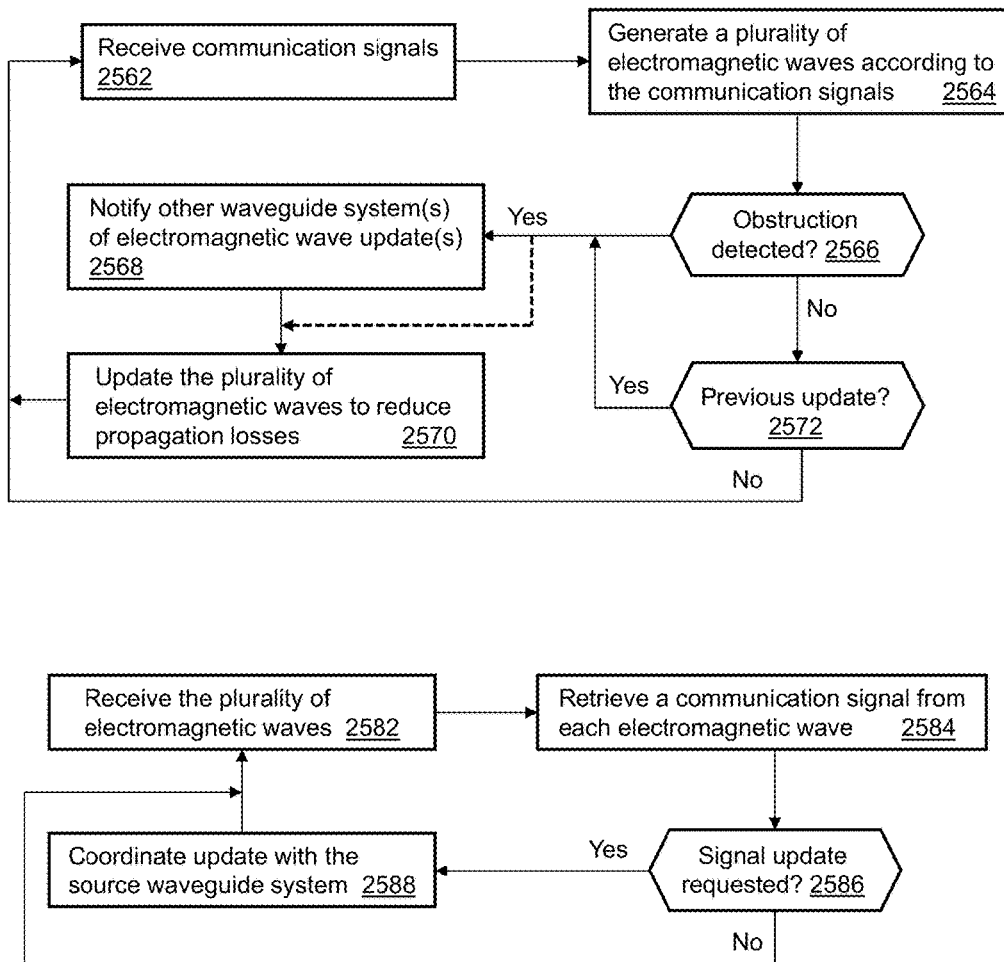 Receive communication signals
2562
Generate a plurality of
electromagnetic waves according to
the communication signals 2564
Notify other waveguide system(s)
of electromagnetic wave update(s)
2568
Yes
Obstruction
detected? 2566
No
Update the plurality of
electromagnetic waves to reduce
propagation losses 2570
Yes
Previous update?
2572
No
Receive the plurality of
electromagnetic waves 2582
Retrieve a communication signal from
each electromagnetic wave 2584
Coordinate update with the
source waveguide system 2588
Yes
Signal update
requested? 2586
No